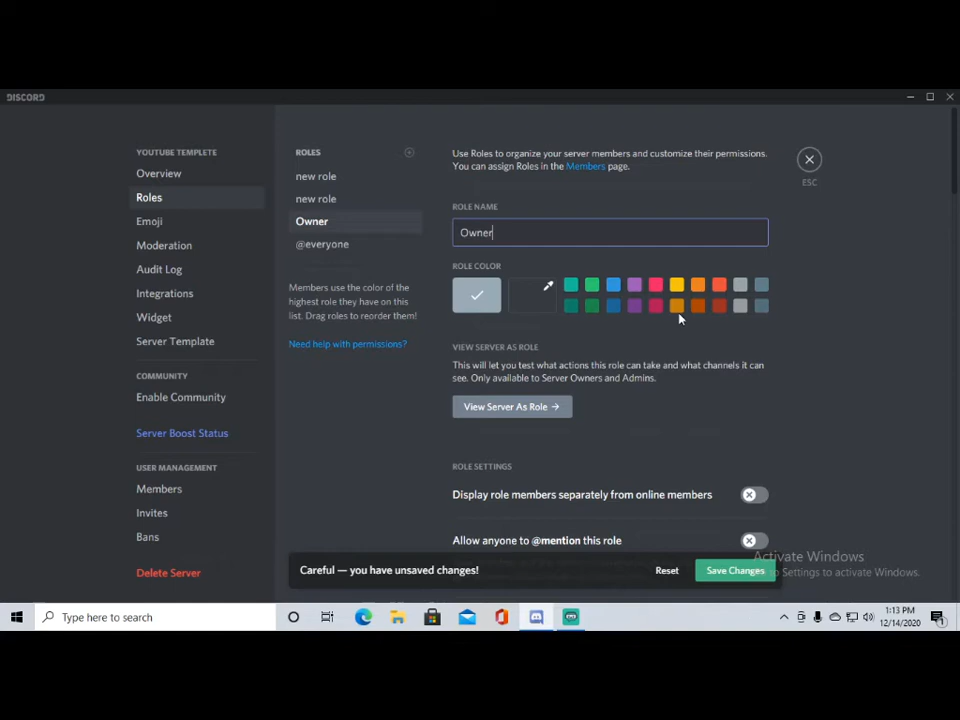 DISCORD
YOUTUBE TEMPLETE
Overview
Roles
Emoji
Moderation
Audit Log
Integrations
Widget
Server Template
COMMUNITY
Enable Community
Server Boost Status
USER MANAGEMENT
Members
Invites
Bans
Delete Server
ROLES
new role
new role
Owner
@everyone
Members use the color of the
highest role they have on this
list. Drag roles to reorder them!
Need help with permissions?
Use Roles to organize your server members and customize their permissions.
You can assign Roles in the Members page.
ESC
ROLE NAME
Owner
ROLE COLOR
VIEW SERVER AS ROLE
This will let you test what actions this role can take and what channels it can
see. Only available to Server Owners and Admins.
View Server As Role →
ROLE SETTINGS
Display role members separately from online members
Allow anyone to @mention this role
Careful — you have unsaved changes!
Reset
Save Changes
Activate Windows
to Settings to activate Windows.
Type here to search
1:13 PM
12/14/2020
1